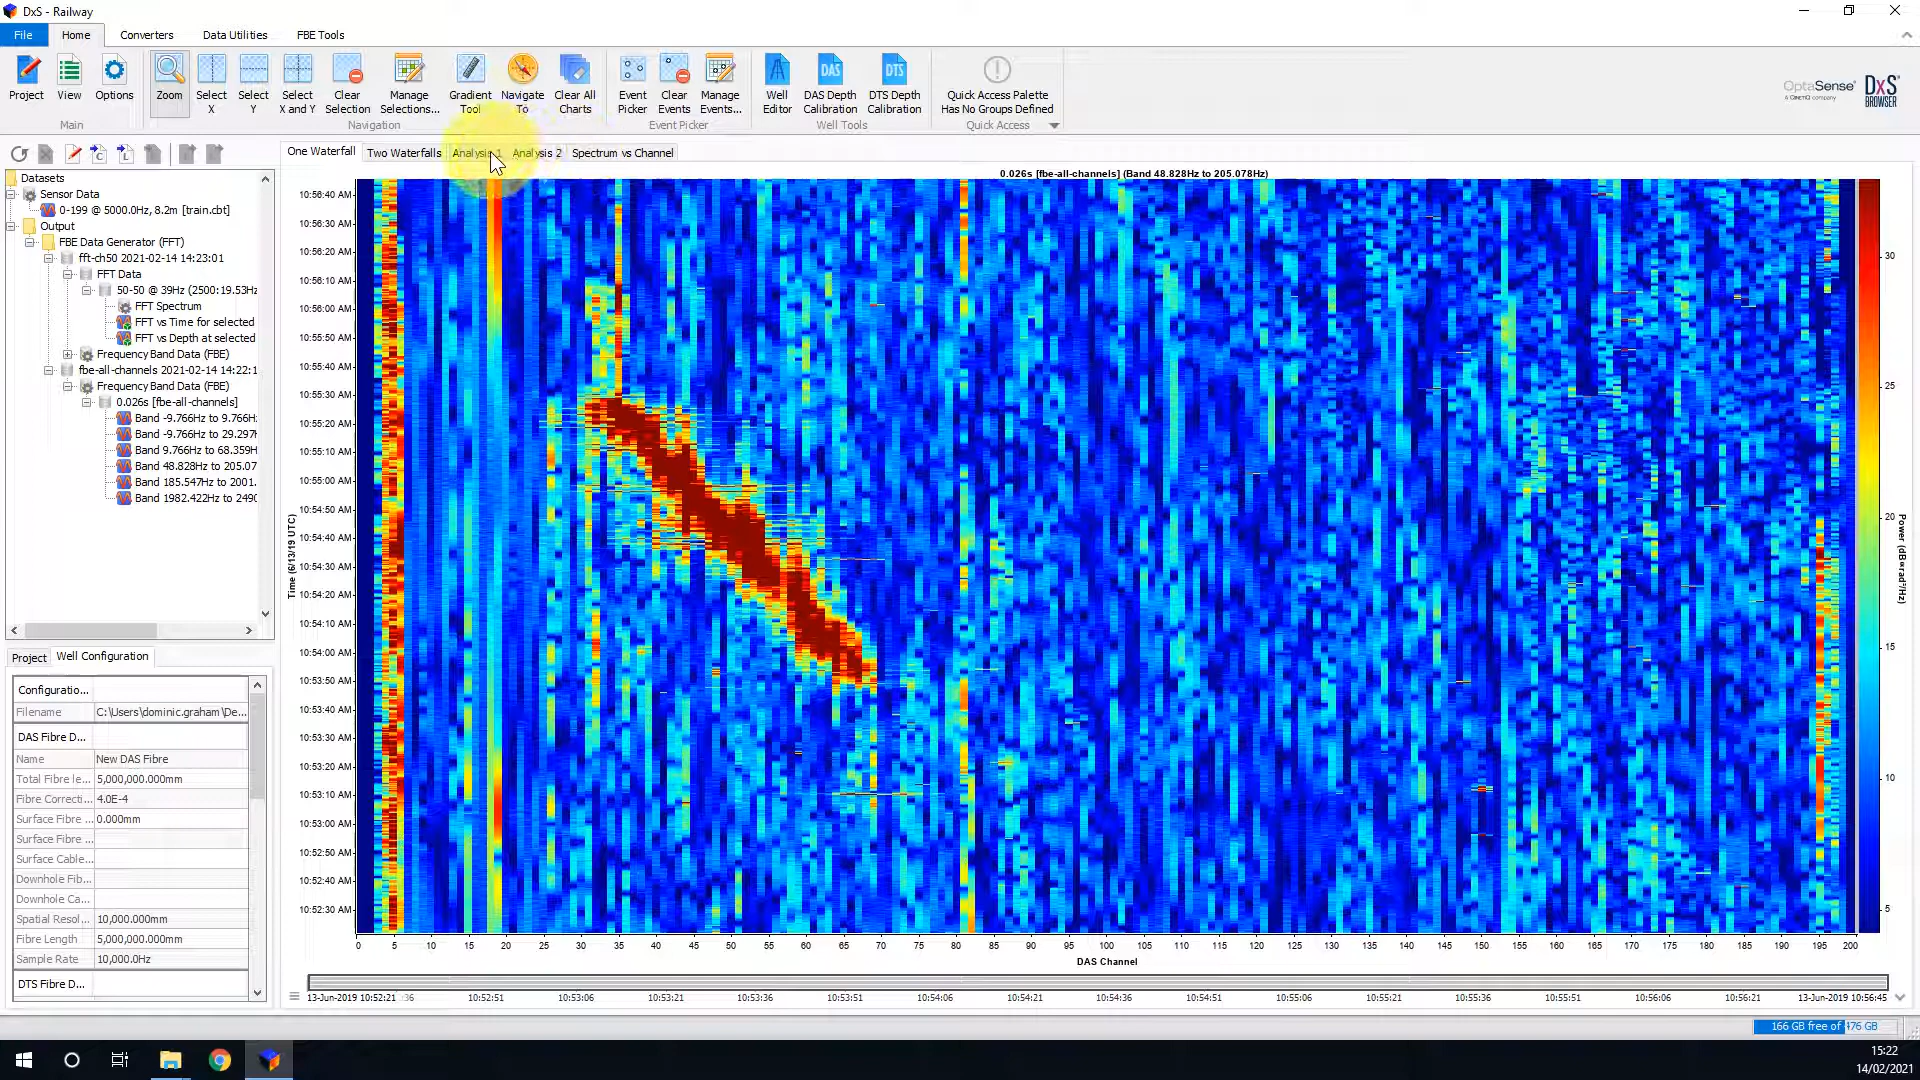 DxS - Railway
File Home Converters Data Utilities FBE Tools
Project View Options Zoom Select X Select Y Select X and Y Clear Selection Manage Selections... Gradient Tool Navigate To Clear All Charts Event Picker Clear Events Manage Events... Well Editor DAS Depth Calibration DTS Depth Calibration Quick Access Palette Has No Groups Defined
OptaSense DxS BROWSER
Main Navigation Event Picker Well Tools Quick Access
One Waterfall Two Waterfalls Analysis 1 Analysis 2 Spectrum vs Channel
Datasets
Sensor Data
0-199 @ 5000.0Hz, 8.2m [train.cbt]
Output
FBE Data Generator (FFT)
fft-ch50 2021-02-14 14:23:01
FFT Data
50-50 @ 39Hz (2500:19.53Hz
FFT Spectrum
FFT vs Time for selected
FFT vs Depth at selected
Frequency Band Data (FBE)
fbe-all-channels 2021-02-14 14:22:1
Frequency Band Data (FBE)
0.026s [fbe-all-channels]
Band -9.766Hz to 9.766Hz
Band -9.766Hz to 29.297H
Band 9.766Hz to 68.359H
Band 48.828Hz to 205.07
Band 185.547Hz to 2001.
Band 1982.422Hz to 2490
Project Well Configuration
Configuratio...
Filename C:\Users\dominic.graham\De...
DAS Fibre D...
Name New DAS Fibre
Total Fibre le... 5,000,000.000mm
Fibre Correcti... 4.0E-4
Surface Fibre ... 0.000mm
Surface Fibre ...
Surface Cable...
Downhole Fib...
Downhole Ca...
Spatial Resol... 10,000.000mm
Fibre Length 5,000,000.000mm
Sample Rate 10,000.0Hz
DTS Fibre D...
0.026s [fbe-all-channels] (Band 48.828Hz to 205.078Hz)
Time (6/13/19 UTC)
10:56:40 AM
10:56:30 AM
10:56:20 AM
10:56:10 AM
10:56:00 AM
10:55:50 AM
10:55:40 AM
10:55:30 AM
10:55:20 AM
10:55:10 AM
10:55:00 AM
10:54:50 AM
10:54:40 AM
10:54:30 AM
10:54:20 AM
10:54:10 AM
10:54:00 AM
10:53:50 AM
10:53:40 AM
10:53:30 AM
10:53:20 AM
10:53:10 AM
10:53:00 AM
10:52:50 AM
10:52:40 AM
10:52:30 AM
0 5 10 15 20 25 30 35 40 45 50 55 60 65 70 75 80 85 90 95 100 105 110 115 120 125 130 135 140 145 150 155 160 165 170 175 180 185 190 195 200
DAS Channel
30
25
20
15
10
5
13-Jun-2019 10:52:21 :36 10:52:51 10:53:06 10:53:21 10:53:36 10:53:51 10:54:06 10:54:21 10:54:36 10:54:51 10:55:06 10:55:21 10:55:36 10:55:51 10:56:06 10:56:21 13-Jun-2019 10:56:45
166 GB free of 476 GB
DAS DTS
15:22
14/02/2021